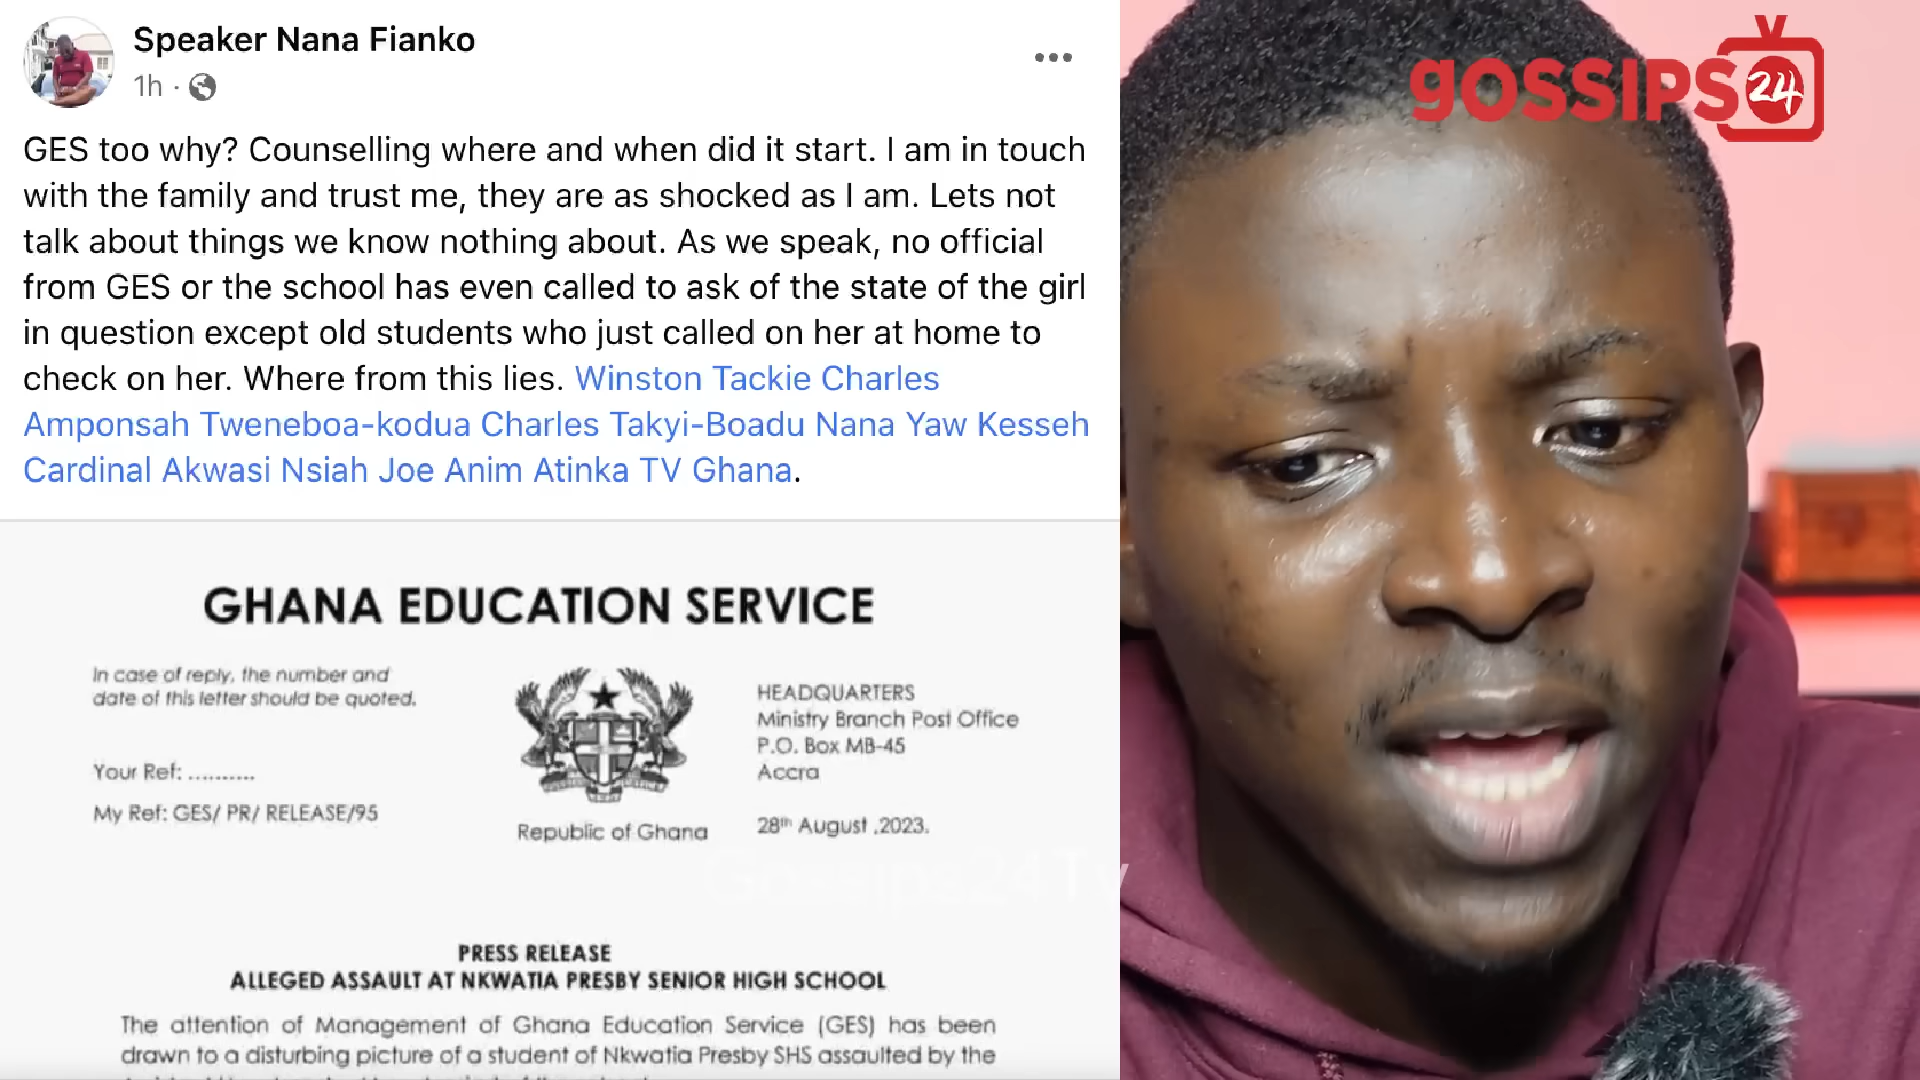 Speaker Nana Fianko
1h ·
GES too why? Counselling where and when did it start. I am in touch
with the family and trust me, they are as shocked as I am. Lets not
talk about things we know nothing about. As we speak, no official
from GES or the school has even called to ask of the state of the girl
in question except old students who just called on her at home to
check on her. Where from this lies. Winston Tackie Charles
Amponsah Tweneboa-kodua Charles Takyi-Boadu Nana Yaw Kesseh
Cardinal Akwasi Nsiah Joe Anim Atinka TV Ghana.
GHANA EDUCATION SERVICE
In case of reply, the number and
date of this letter should be quoted.
Your Ref: ..........
My Ref: GES/ PR/ RELEASE/95
Republic of Ghana
HEADQUARTERS
Ministry Branch Post Office
P.O. Box MB-45
Accra
28th August ,2023.
Gossips24Tv
PRESS RELEASE
ALLEGED ASSAULT AT NKWATIA PRESBY SENIOR HIGH SCHOOL
The attention of Management of Ghana Education Service (GES) has been
drawn to a disturbing picture of a student of Nkwatia Presby SHS assaulted by the
gOSSIPS 24